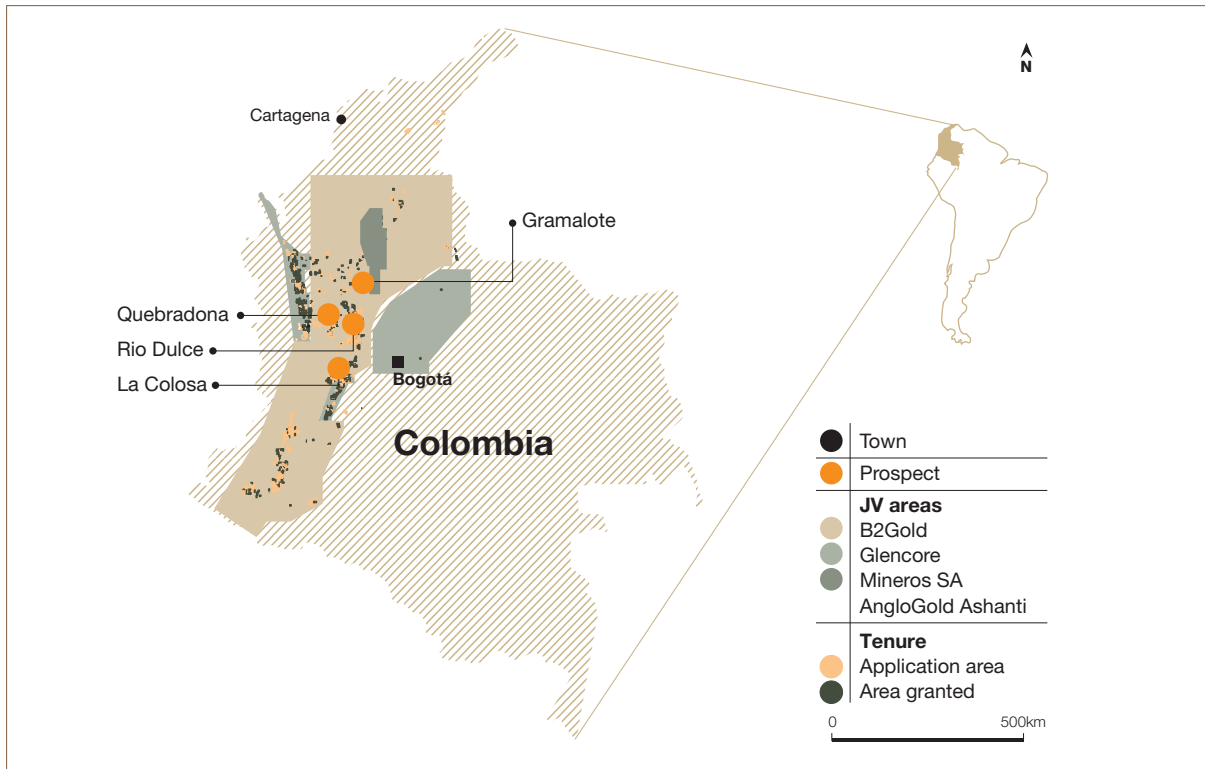 N
Cartagena
Gramalote
Quebradona
Rio Dulce
La Colosa
Bogotá
Colombia
Town
Prospect
JV areas
B2Gold
Glencore
Mineros SA
AngloGold Ashanti
Tenure
Application area
Area granted
0 500km